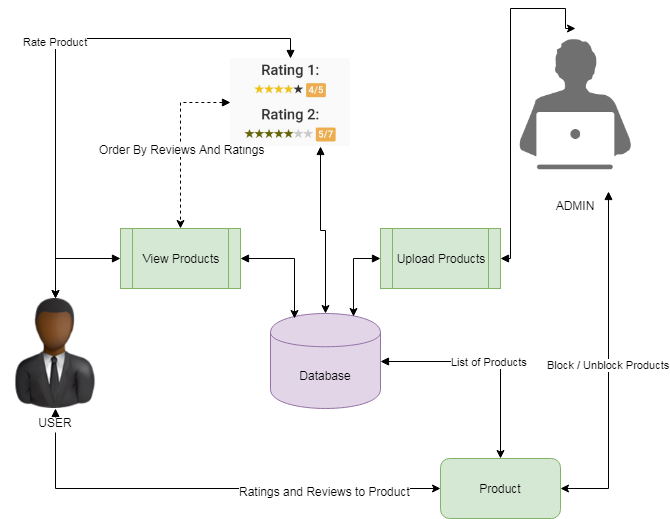 Rate Product
Rating 1:
4/5
Rating 2:
5/7
Order By Reviews And Ratings
ADMIN
View Products
Upload Products
Database
List of Products
Block / Unblock Products
USER
Ratings and Reviews to Product
Product